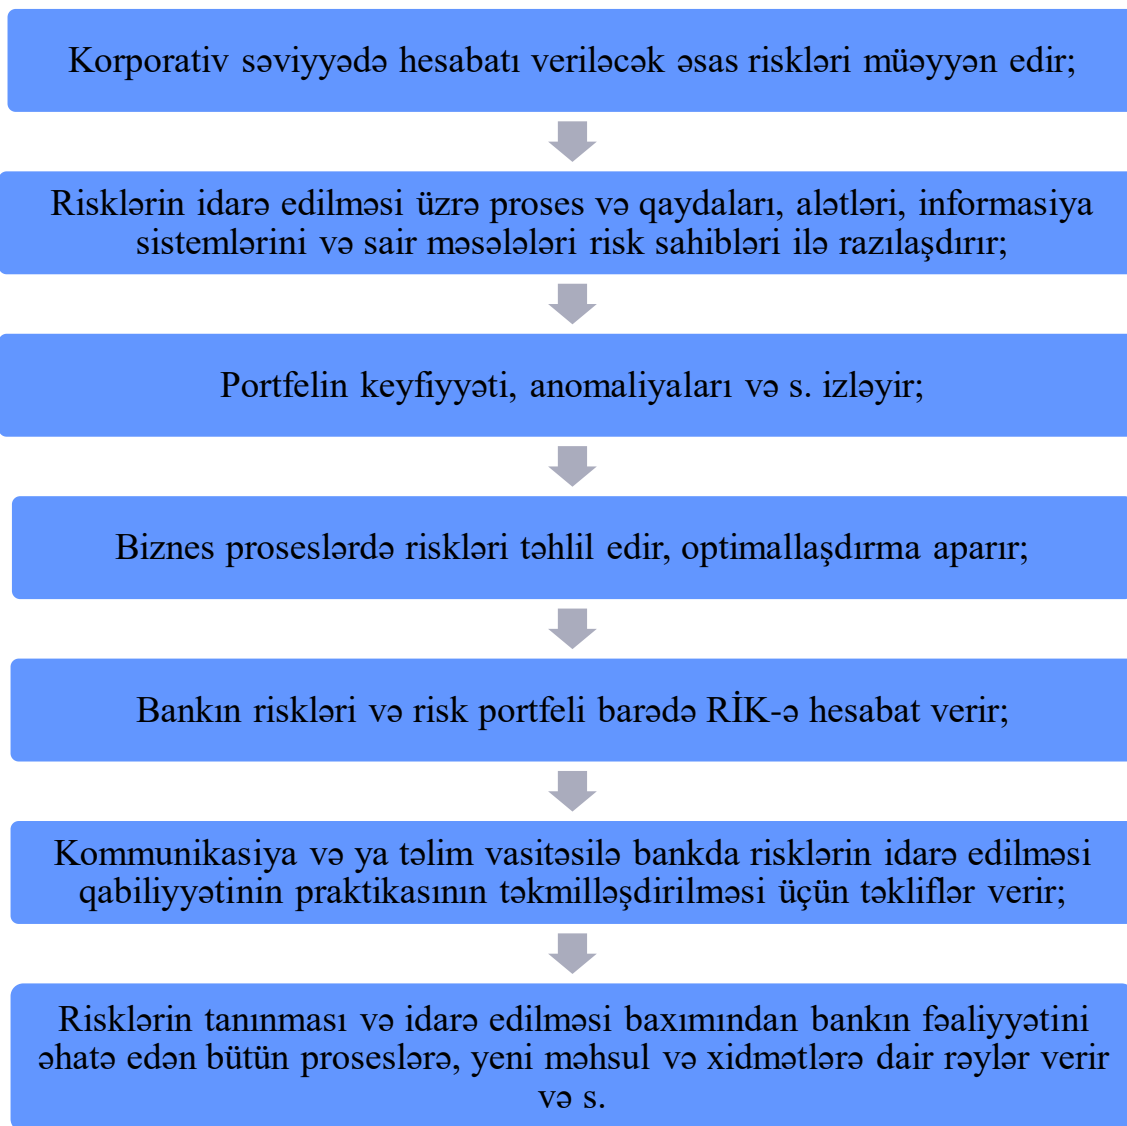 Korporativ səviyyədə hesabatı veriləcək əsas riskləri müəyyən edir;
Risklərin idarə edilməsi üzrə proses və qaydaları, alətləri, informasiya
sistemlərini və sair məsələləri risk sahibləri ilə razılaşdırır;
Portfelin keyfiyyəti, anomaliyaları və s. izləyir;
Biznes proseslərdə riskləri təhlil edir, optimallaşdırma aparır;
Bankın riskləri və risk portfeli barədə RİK-ə hesabat verir;
Kommunikasiya və ya təlim vasitəsilə bankda risklərin idarə edilməsi
qabiliyyətinin praktikasının təkmilləşdirilməsi üçün təkliflər verir;
Risklərin tanınması və idarə edilməsi baxımından bankın fəaliyyətini
əhatə edən bütün proseslərə, yeni məhsul və xidmətlərə dair rəylər verir
və s.